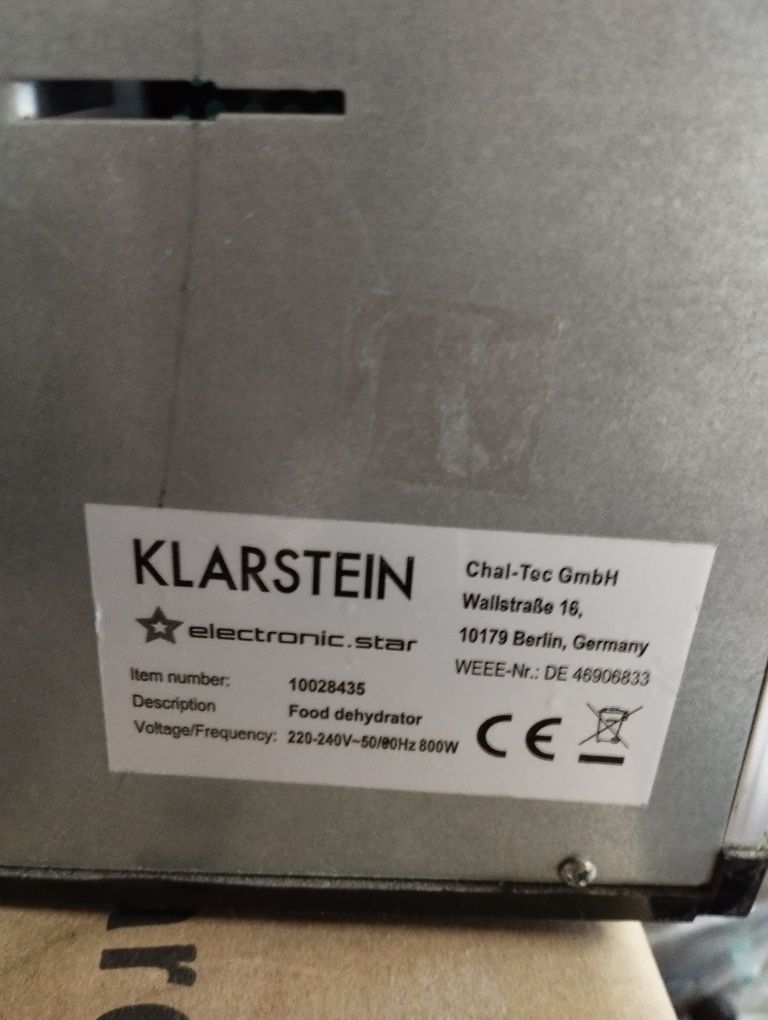 KLARSTEIN
electronic.star
Item number: 10028435
Description Food dehydrator
Voltage/Frequency: 220-240V~50/60Hz 800W
Chal-Tec GmbH
Wallstraße 16,
10179 Berlin, Germany
WEEE-Nr.: DE 46906833
CE